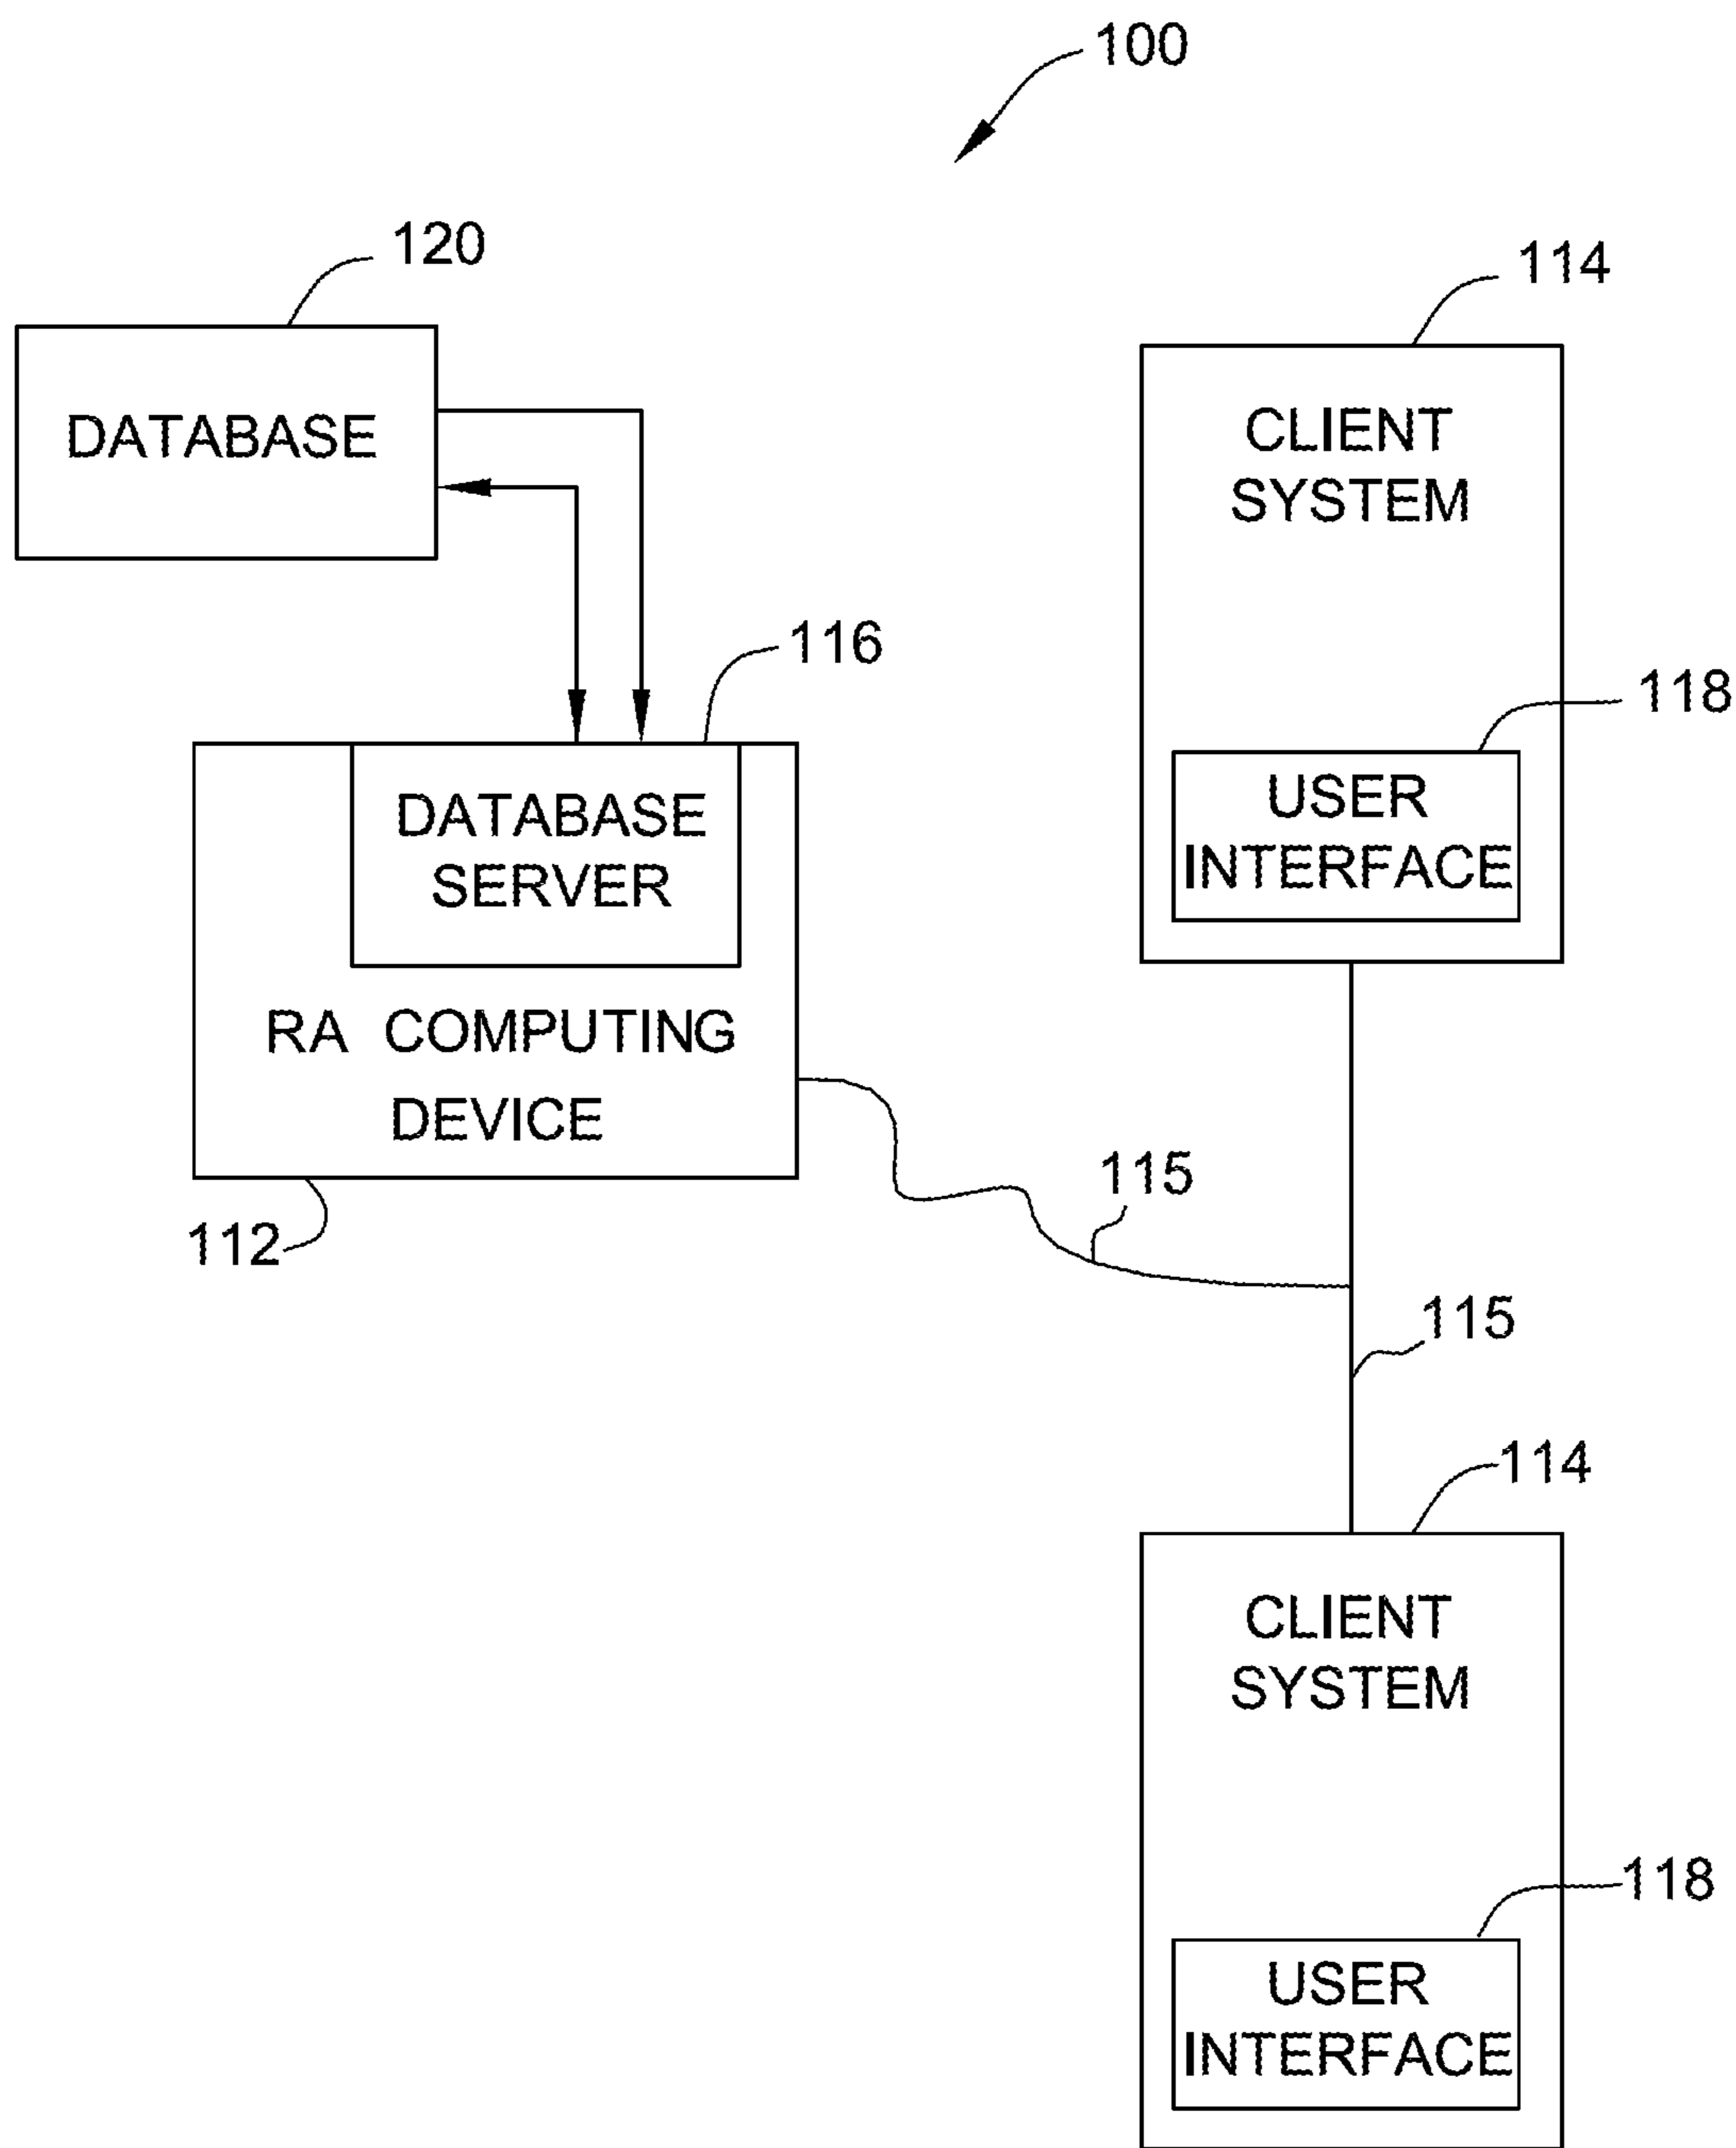 100
120
DATABASE
114
CLIENT
SYSTEM
116
118
DATABASE
SERVER
USER
INTERFACE
RA COMPUTING
DEVICE
112
115
115
114
CLIENT
SYSTEM
118
USER
INTERFACE